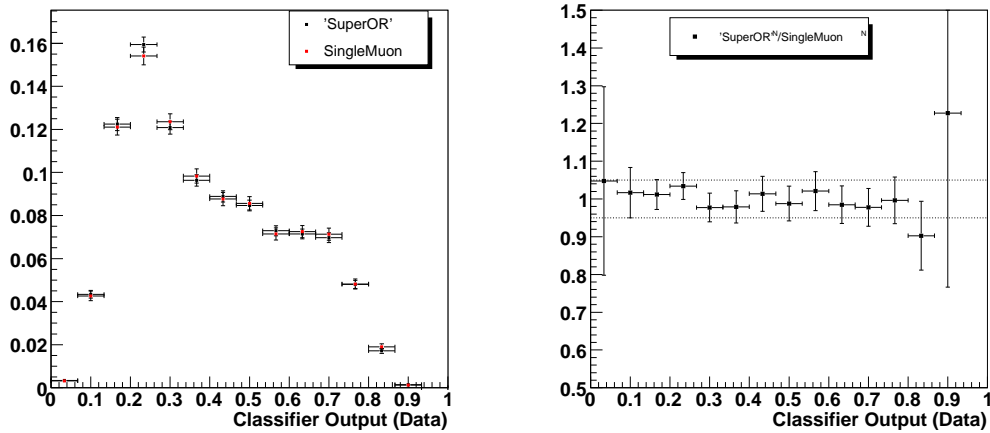 0.16
0.14
0.12
0.1
0.08
0.06
0.04
0.02
0
'SuperOR'
SingleMuon
0 0.1 0.2 0.3 0.4 0.5 0.6 0.7 0.8 0.9 1
Classifier Output (Data)
1.5
1.4
1.3
1.2
1.1
1
0.9
0.8
0.7
0.6
0.5
'SuperOR'ᴺ/SingleMuon ᴺ
0 0.1 0.2 0.3 0.4 0.5 0.6 0.7 0.8 0.9 1
Classifier Output (Data)